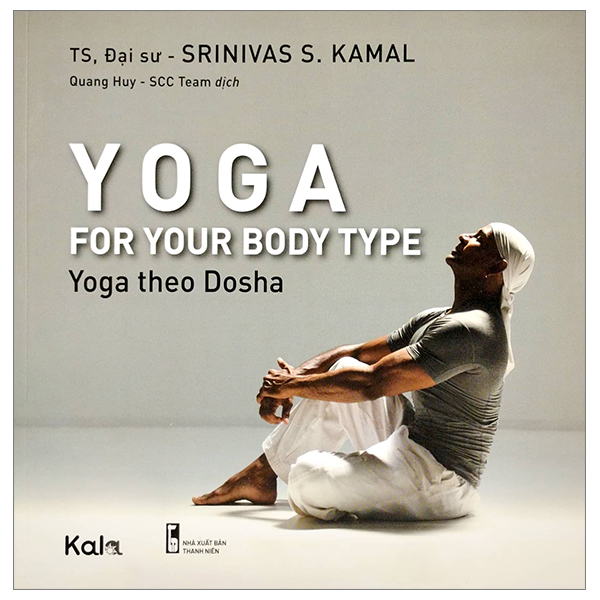 TS, Đại sư - SRINIVAS S. KAMAL
Quang Huy - SCC Team dịch
YOGA
FOR YOUR BODY TYPE
Yoga theo Dosha
Kala
NHÀ XUẤT BẢN
THANH NIÊN